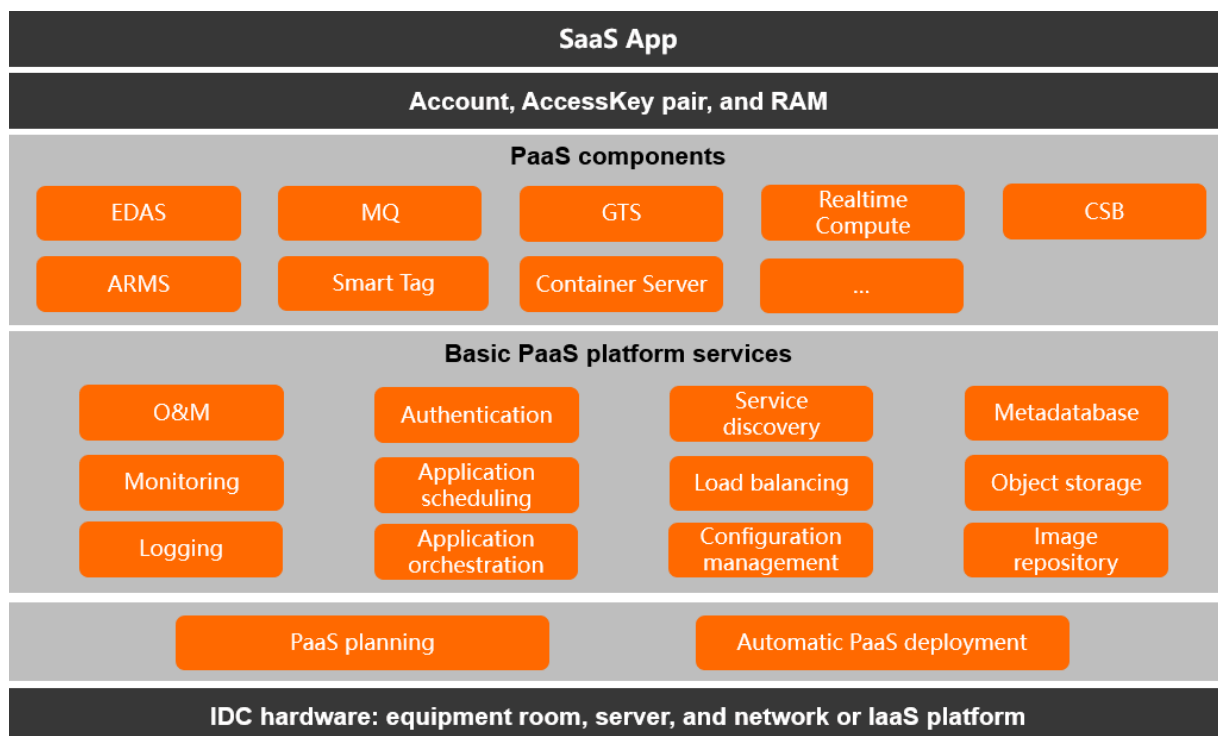 SaaS App
Account, AccessKey pair, and RAM
PaaS components
EDAS
MQ
GTS
Realtime
Compute
CSB
ARMS
Smart Tag
Container Server
...
Basic PaaS platform services
O&M
Authentication
Service
discovery
Metadatabase
Monitoring
Application
scheduling
Load balancing
Object storage
Logging
Application
orchestration
Configuration
management
Image
repository
PaaS planning
Automatic PaaS deployment
IDC hardware: equipment room, server, and network or IaaS platform